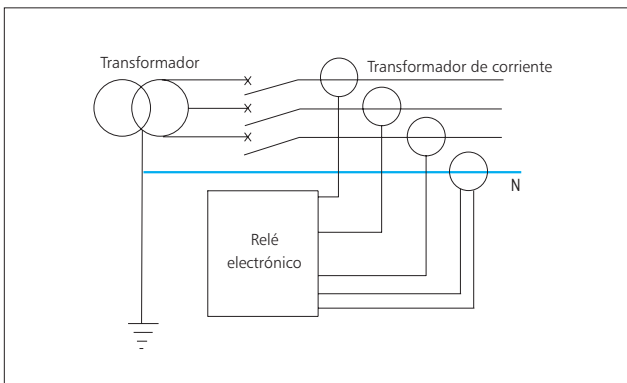 Transformador
Transformador de corriente
N
Relé
electrónico